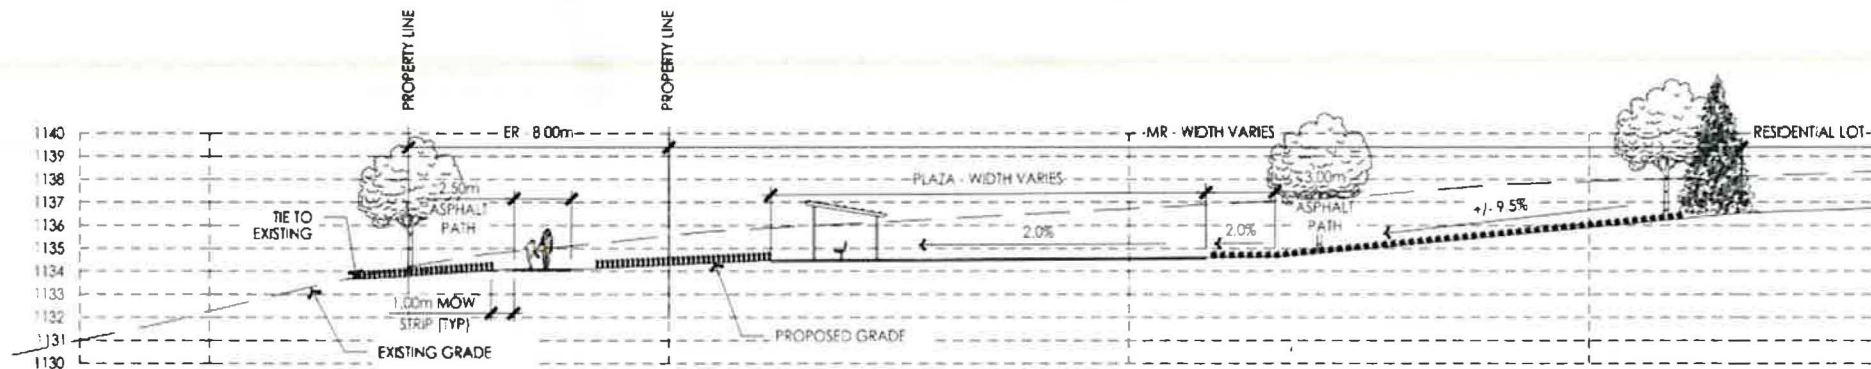 PROPERTY LINE
PROPERTY LINE
1140
1139
1138
1137
1136
1135
1134
1133
1132
1131
1130
ER - 8.00m
-MR - WIDTH VARIES
RESIDENTIAL LOT-
2.50m
ASPHALT
PATH
PLAZA - WIDTH VARIES
3.00m
ASPHALT
PATH
+/- 9.5%
TIE TO
EXISTING
2.0%
2.0%
1.00m MOW
STRIP (TYP)
EXISTING GRADE
PROPOSED GRADE